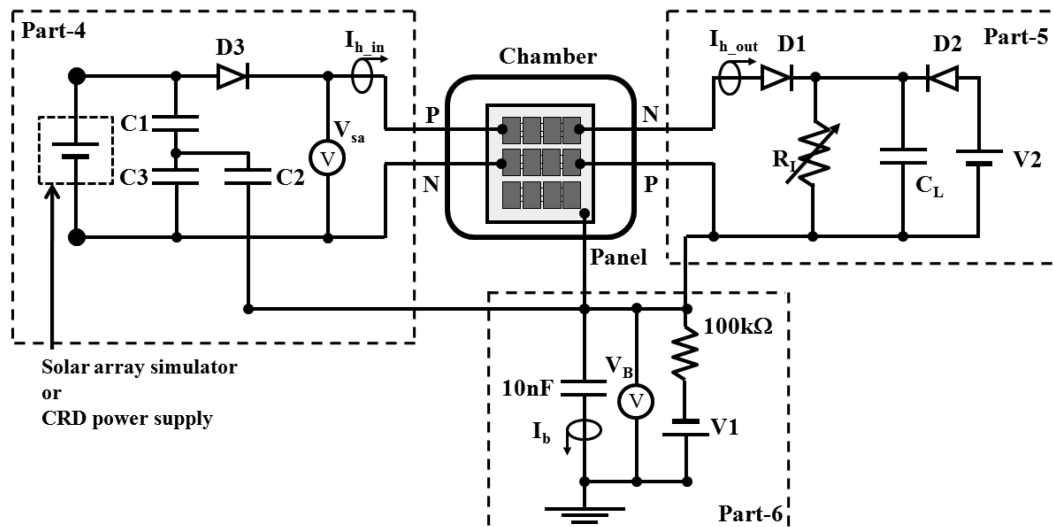 Part-4
D3
I_h_in
C1
V_sa
V
C3
C2
Chamber
P
N
N
P
Panel
I_h_out
D1
D2
Part-5
R_L
C_L
V2
Solar array simulator
or
CRD power supply
100kΩ
V_B
10nF
V
I_b
V1
Part-6